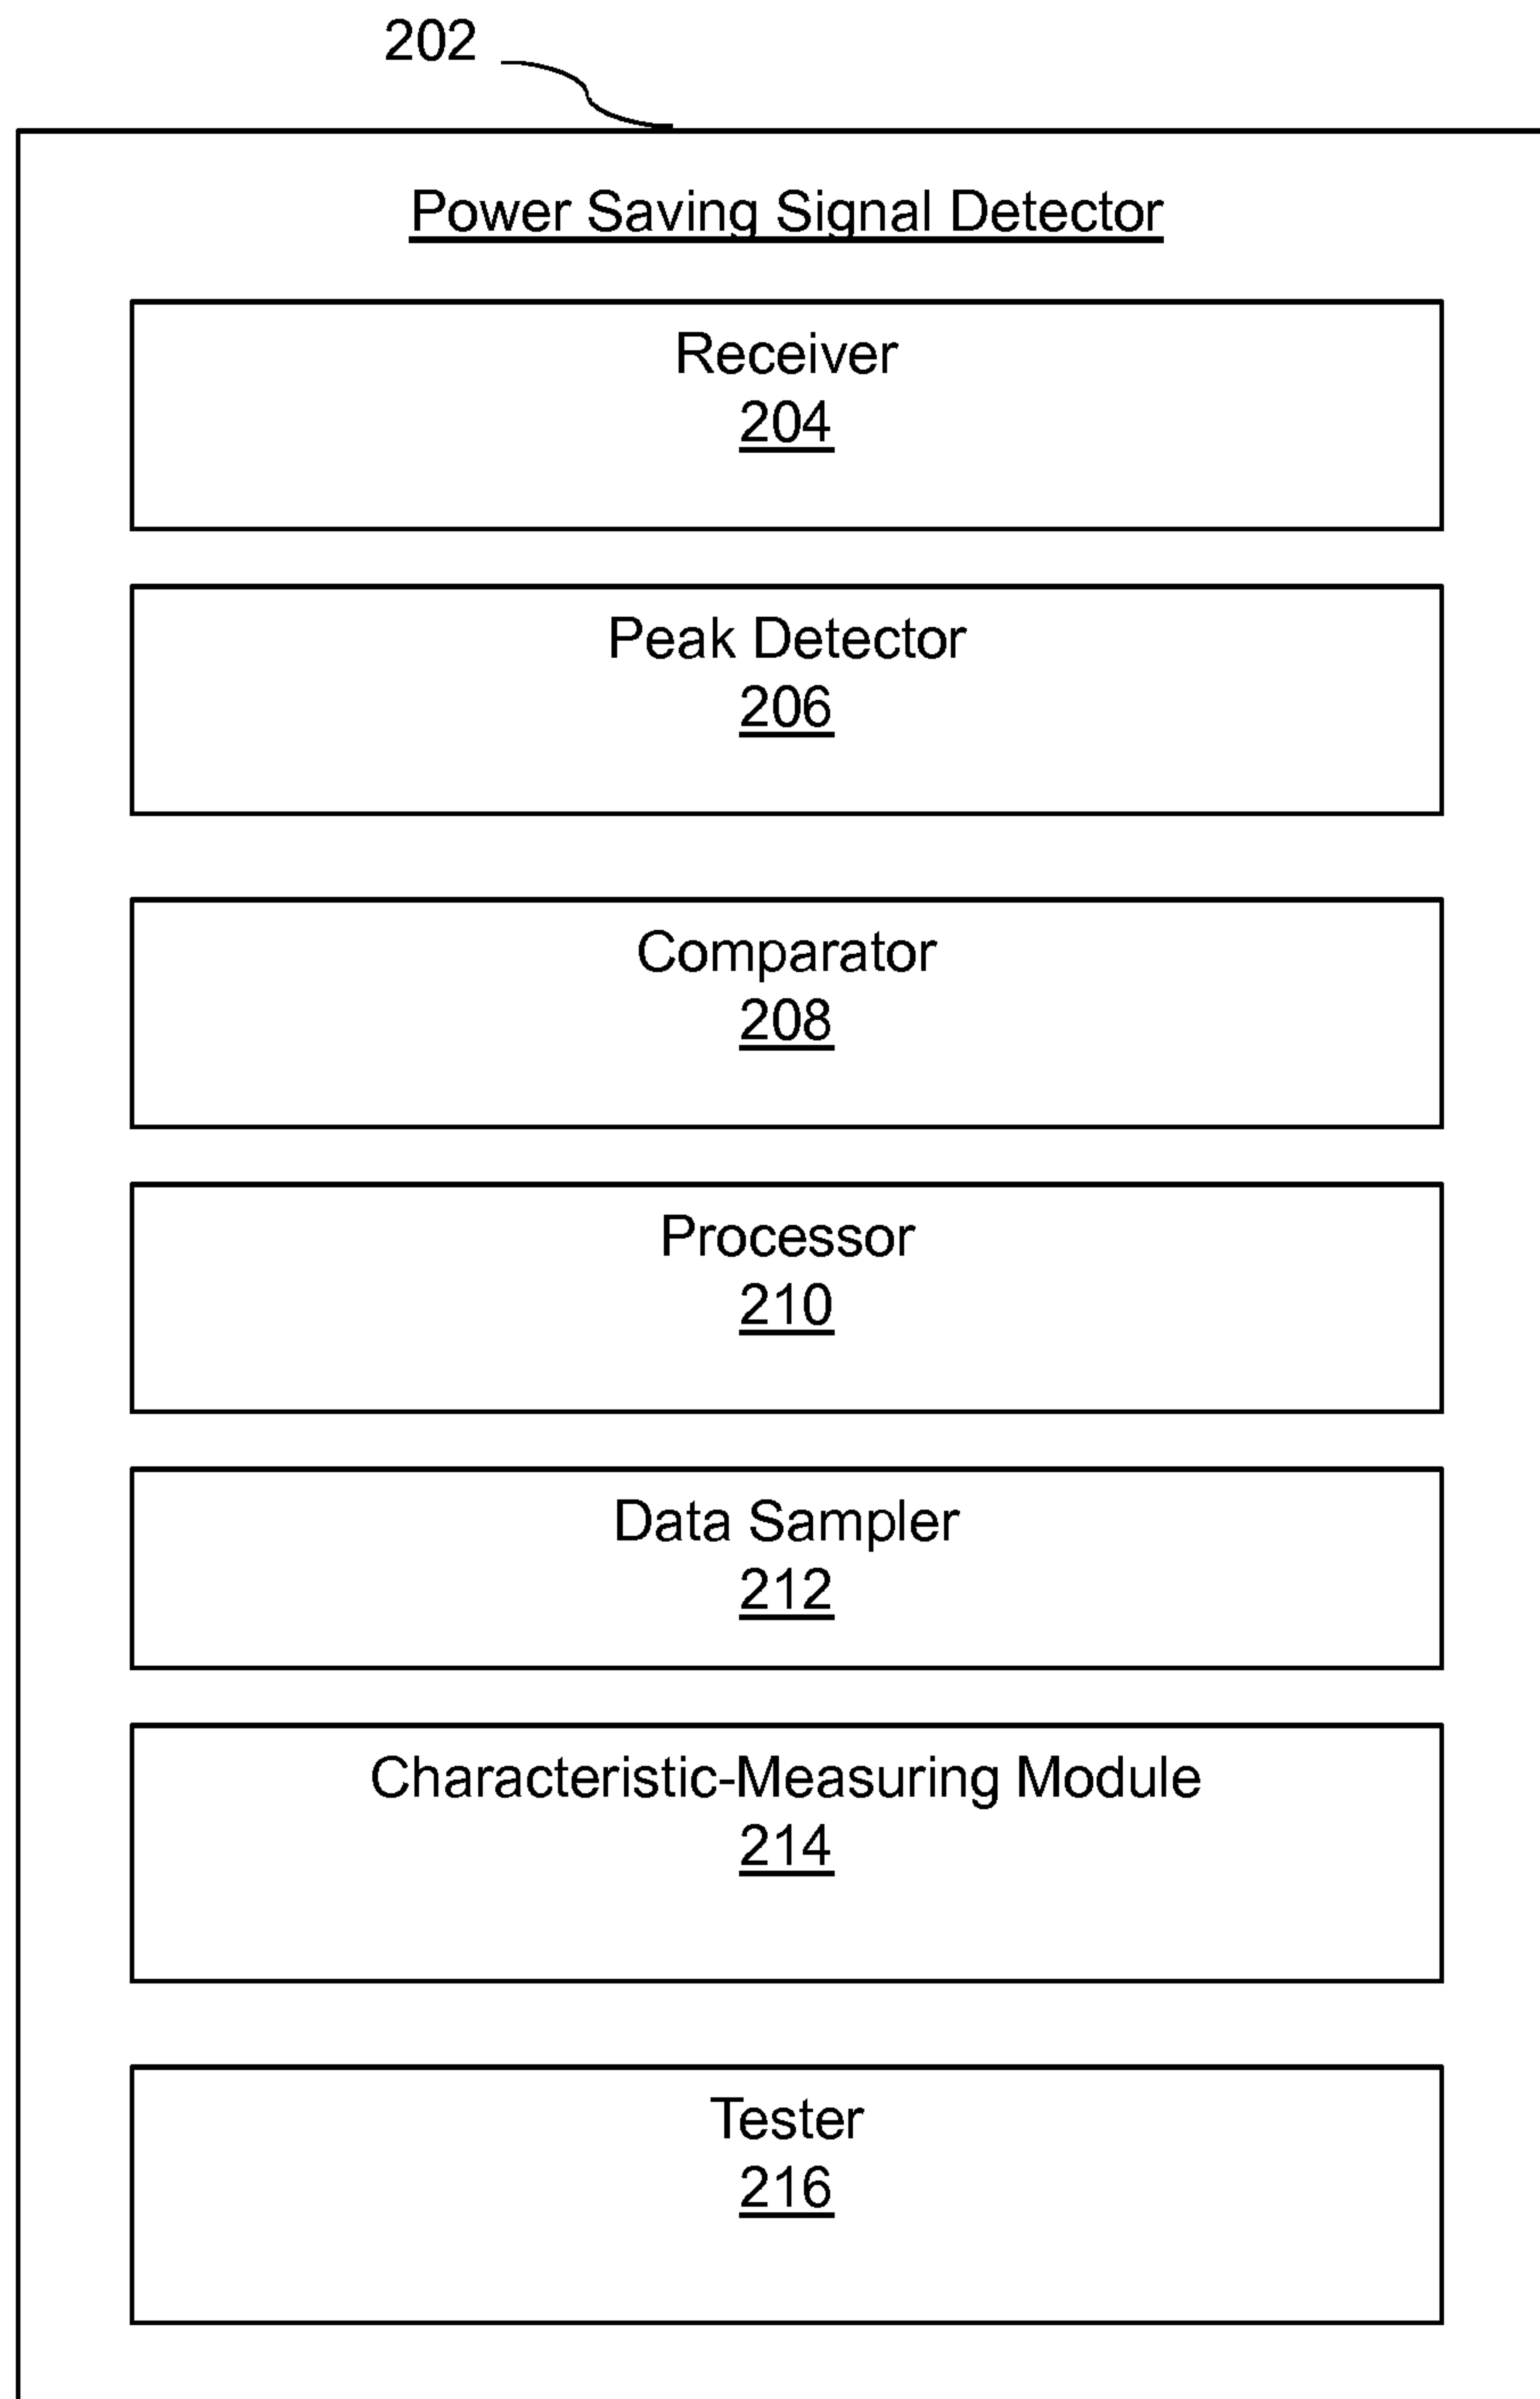 202
Power Saving Signal Detector
Receiver
204
Peak Detector
206
Comparator
208
Processor
210
Data Sampler
212
Characteristic-Measuring Module
214
Tester
216